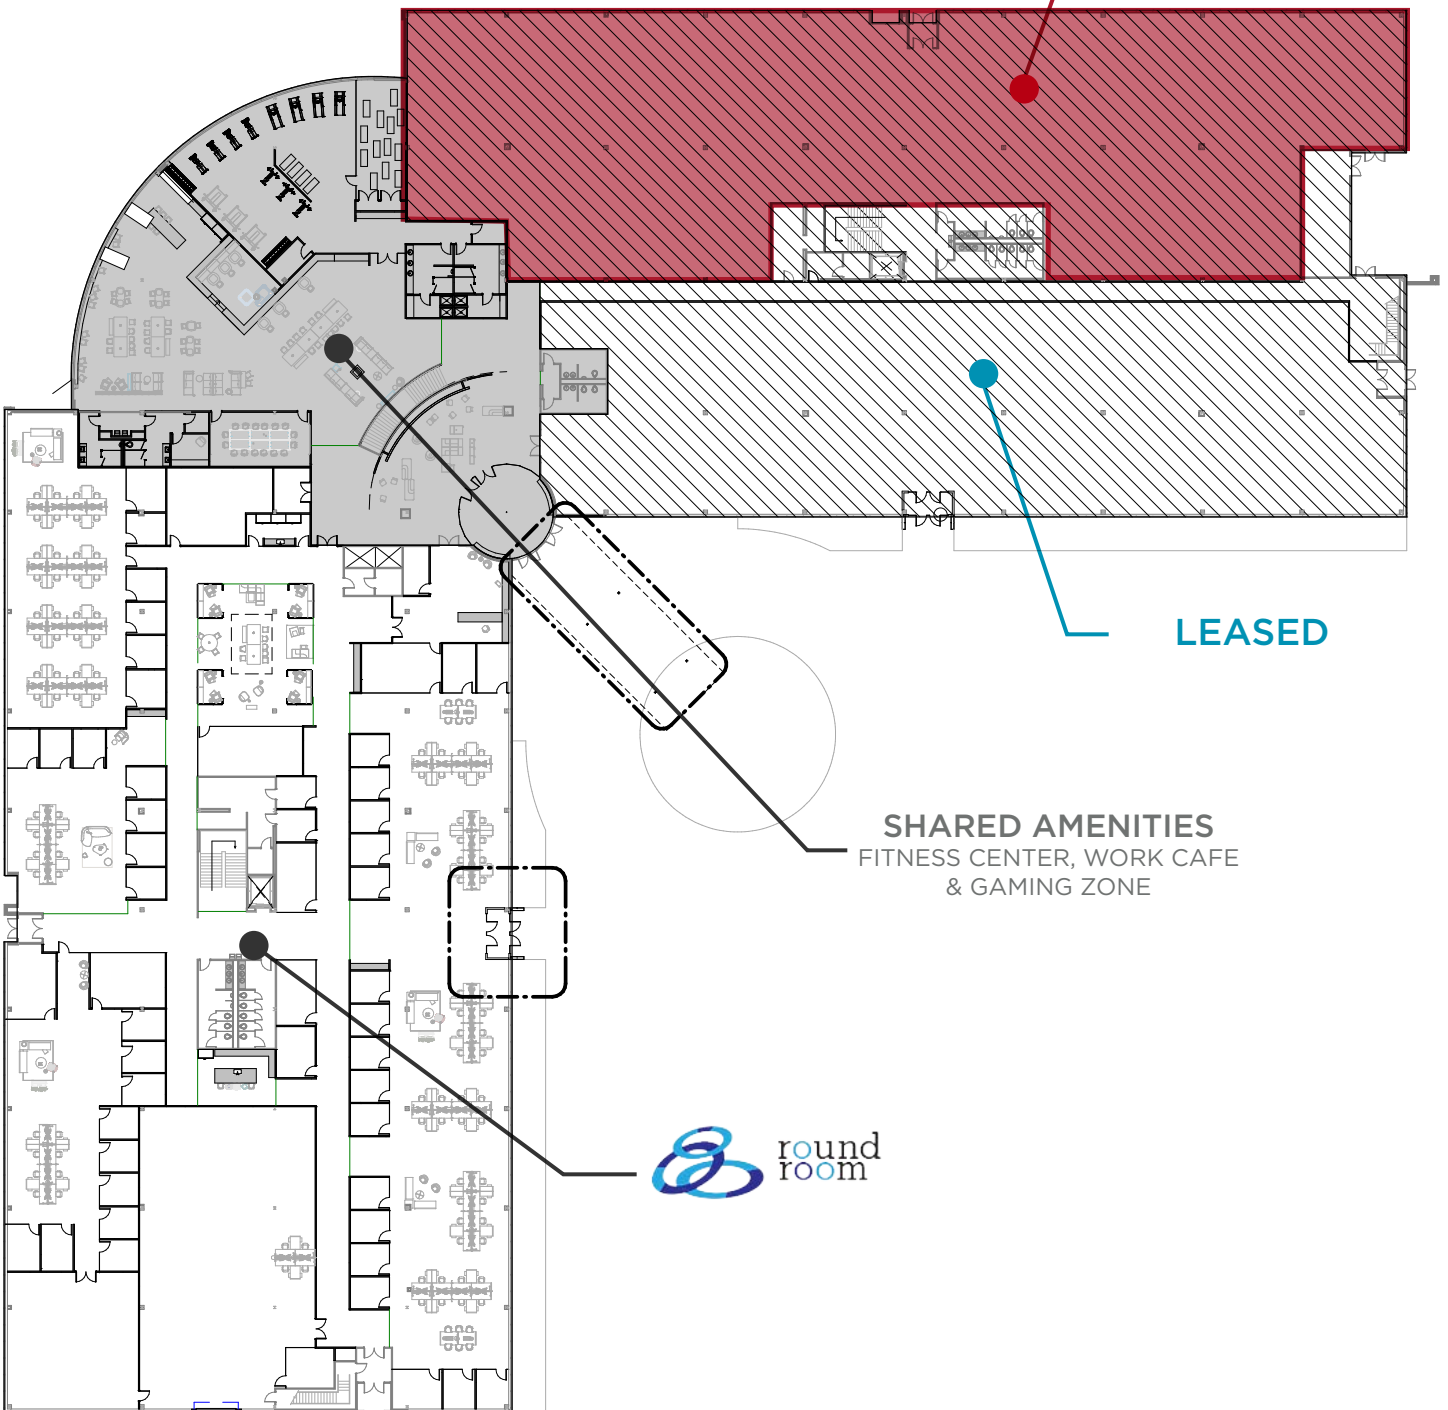 LEASED
SHARED AMENITIES
FITNESS CENTER, WORK CAFE
& GAMING ZONE
round
room